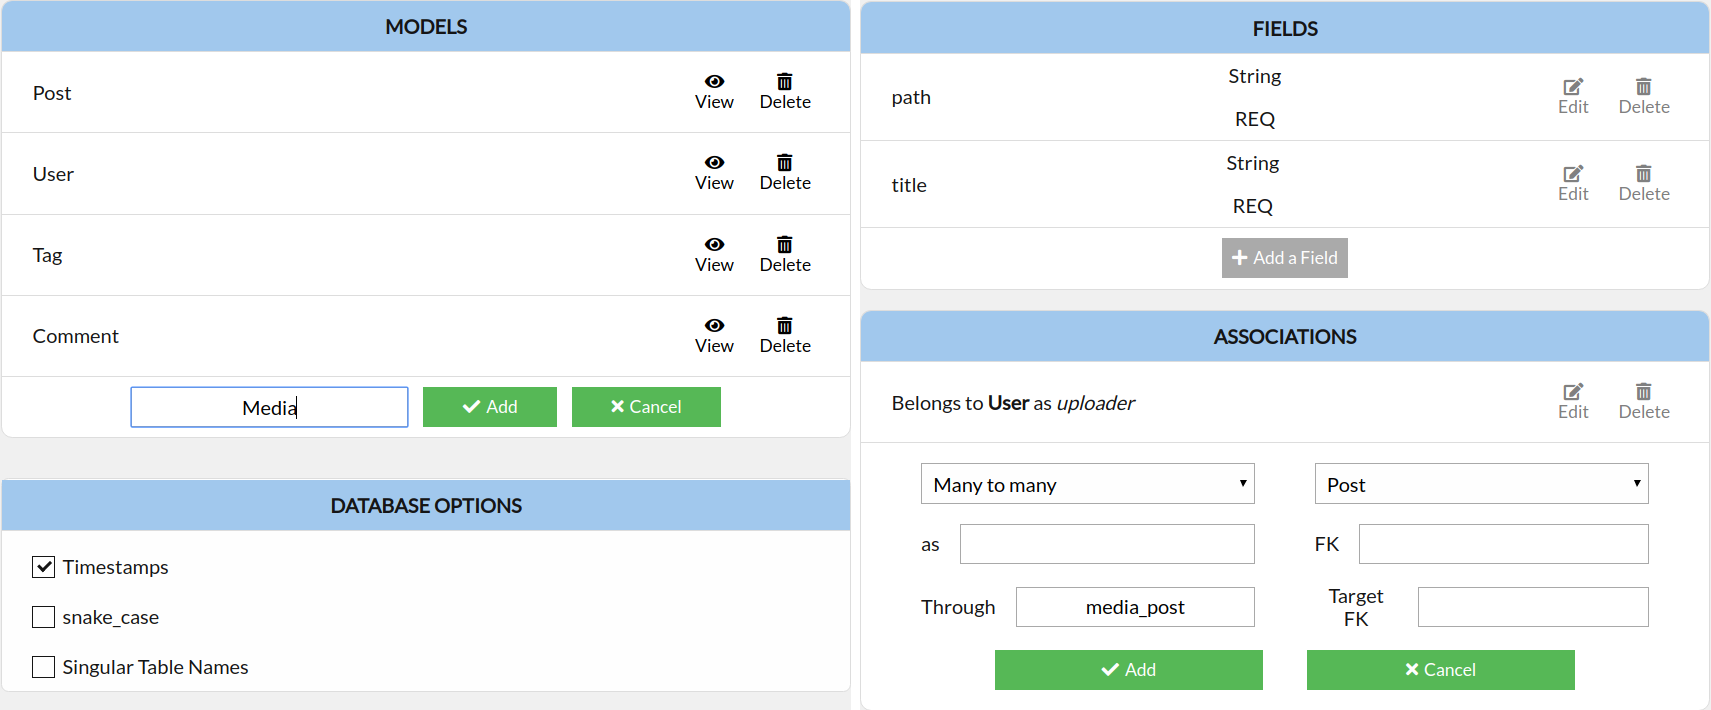 MODELS
Post
View
Delete
User
View
Delete
Tag
View
Delete
Comment
View
Delete
Media
Add
Cancel
DATABASE OPTIONS
Timestamps
snake_case
Singular Table Names
FIELDS
path
String
REQ
Edit
Delete
title
String
REQ
Edit
Delete
Add a Field
ASSOCIATIONS
Belongs to User as uploader
Edit
Delete
Many to many
Post
as
FK
Through
media_post
Target
FK
Add
Cancel